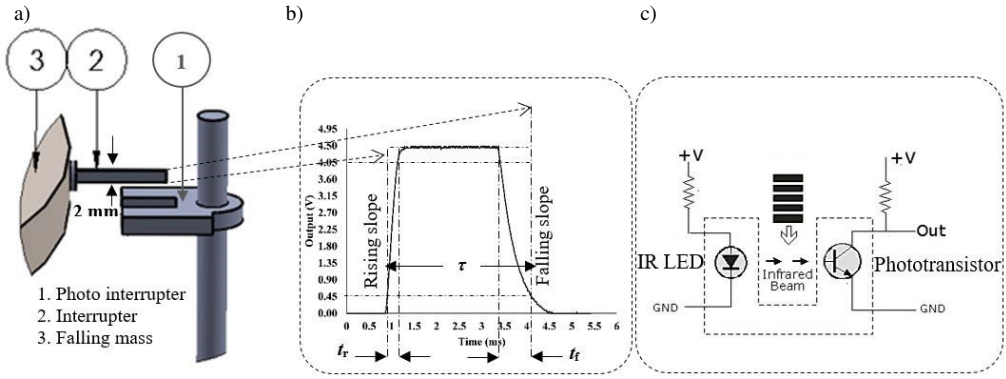 a)
3
2
1
2 mm
1. Photo interrupter
2. Interrupter
3. Falling mass
b)
4.95
4.50
4.05
3.60
3.15
2.70
2.25
1.80
1.35
0.90
0.45
0.00
Output (V)
Rising slope
τ
Falling slope
0 0.5 1 1.5 2 2.5 3 3.5 4 4.5 5 5.5 6
Time (ms)
tr
tf
c)
+V
+V
Out
IR LED
Infrared
Beam
Phototransistor
GND
GND